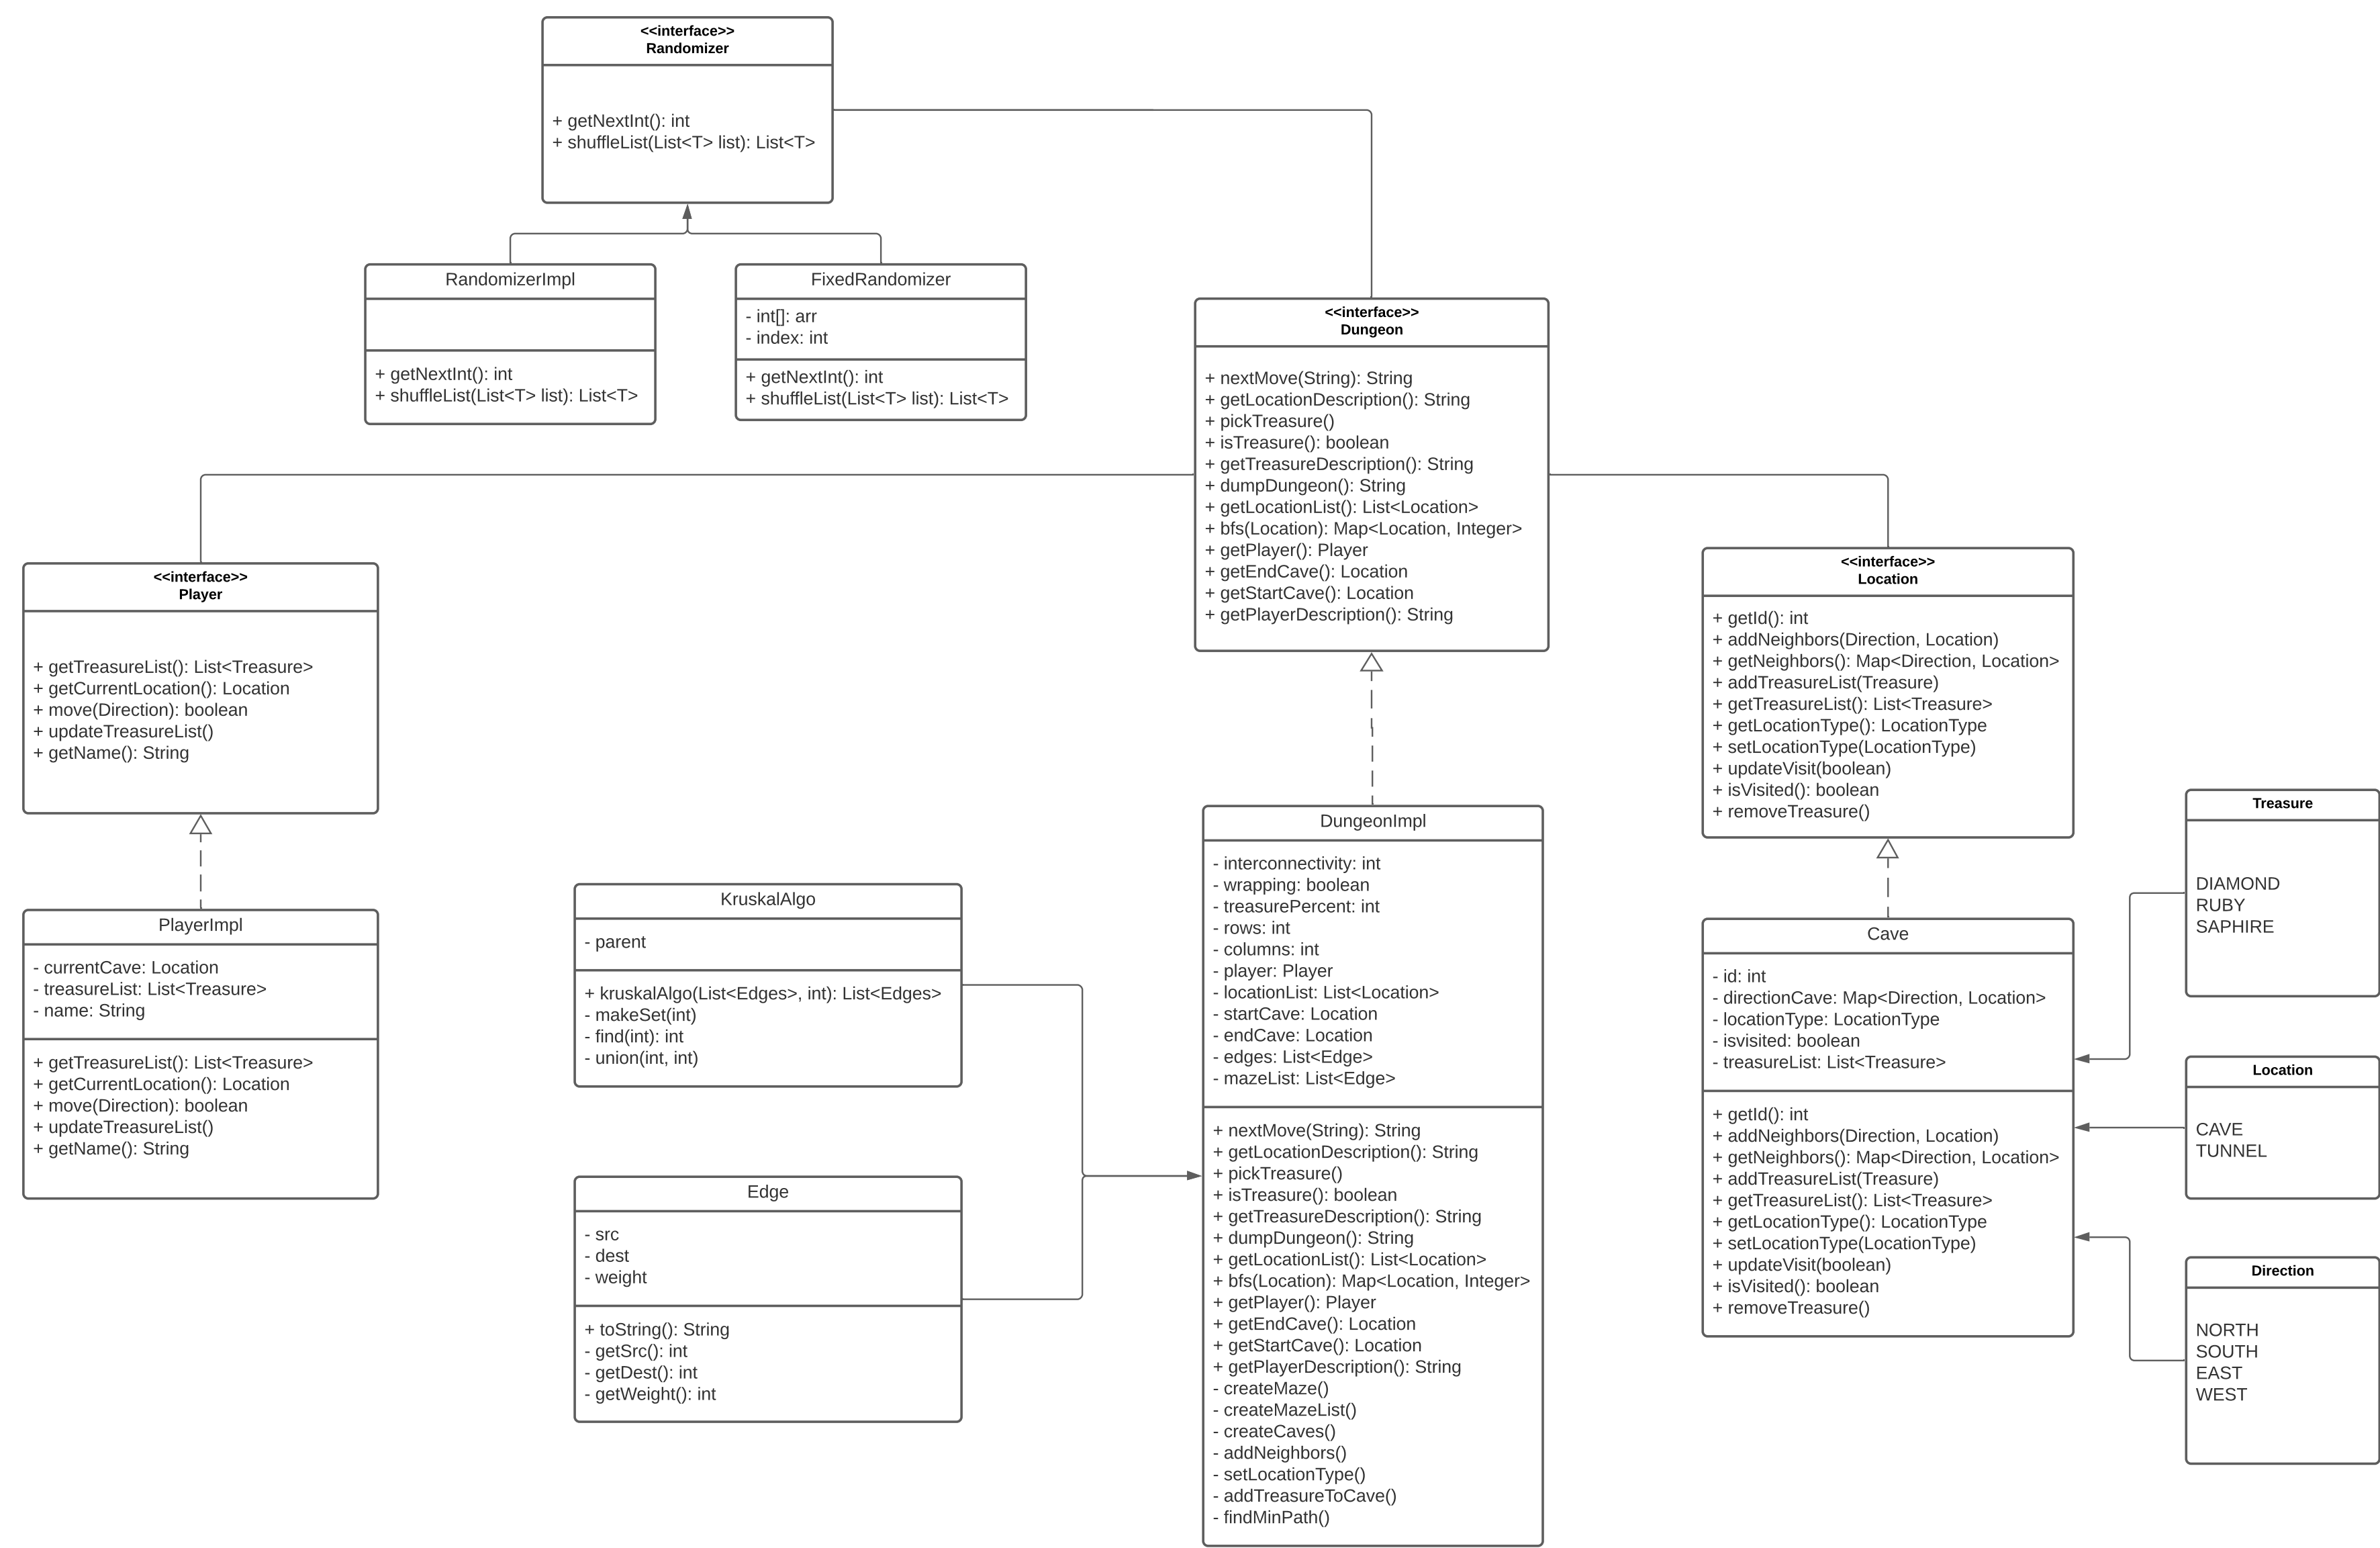 <<interface>>
Randomizer
+ getNextInt(): int
+ shuffleList(List<T> list): List<T>
RandomizerImpl
+ getNextInt(): int
+ shuffleList(List<T> list): List<T>
FixedRandomizer
- int[]: arr
- index: int
+ getNextInt(): int
+ shuffleList(List<T> list): List<T>
<<interface>>
Dungeon
+ nextMove(String): String
+ getLocationDescription(): String
+ pickTreasure()
+ isTreasure(): boolean
+ getTreasureDescription(): String
+ dumpDungeon(): String
+ getLocationList(): List<Location>
+ bfs(Location): Map<Location, Integer>
+ getPlayer(): Player
+ getEndCave(): Location
+ getStartCave(): Location
+ getPlayerDescription(): String
<<interface>>
Player
+ getTreasureList(): List<Treasure>
+ getCurrentLocation(): Location
+ move(Direction): boolean
+ updateTreasureList()
+ getName(): String
<<interface>>
Location
+ getId(): int
+ addNeighbors(Direction, Location)
+ getNeighbors(): Map<Direction, Location>
+ addTreasureList(Treasure)
+ getTreasureList(): List<Treasure>
+ getLocationType(): LocationType
+ setLocationType(LocationType)
+ updateVisit(boolean)
+ isVisited(): boolean
+ removeTreasure()
PlayerImpl
- currentCave: Location
- treasureList: List<Treasure>
- name: String
+ getTreasureList(): List<Treasure>
+ getCurrentLocation(): Location
+ move(Direction): boolean
+ updateTreasureList()
+ getName(): String
KruskalAlgo
- parent
+ kruskalAlgo(List<Edges>, int): List<Edges>
- makeSet(int)
- find(int): int
- union(int, int)
Edge
- src
- dest
- weight
+ toString(): String
- getSrc(): int
- getDest(): int
- getWeight(): int
DungeonImpl
- interconnectivity: int
- wrapping: boolean
- treasurePercent: int
- rows: int
- columns: int
- player: Player
- locationList: List<Location>
- startCave: Location
- endCave: Location
- edges: List<Edge>
- mazeList: List<Edge>
+ nextMove(String): String
+ getLocationDescription(): String
+ pickTreasure()
+ isTreasure(): boolean
+ getTreasureDescription(): String
+ dumpDungeon(): String
+ getLocationList(): List<Location>
+ bfs(Location): Map<Location, Integer>
+ getPlayer(): Player
+ getEndCave(): Location
+ getStartCave(): Location
+ getPlayerDescription(): String
- createMaze()
- createMazeList()
- createCaves()
- addNeighbors()
- setLocationType()
- addTreasureToCave()
- findMinPath()
Cave
- id: int
- directionCave: Map<Direction, Location>
- locationType: LocationType
- isvisited: boolean
- treasureList: List<Treasure>
+ getId(): int
+ addNeighbors(Direction, Location)
+ getNeighbors(): Map<Direction, Location>
+ addTreasureList(Treasure)
+ getTreasureList(): List<Treasure>
+ getLocationType(): LocationType
+ setLocationType(LocationType)
+ updateVisit(boolean)
+ isVisited(): boolean
+ removeTreasure()
Treasure
DIAMOND
RUBY
SAPHIRE
Location
CAVE
TUNNEL
Direction
NORTH
SOUTH
EAST
WEST